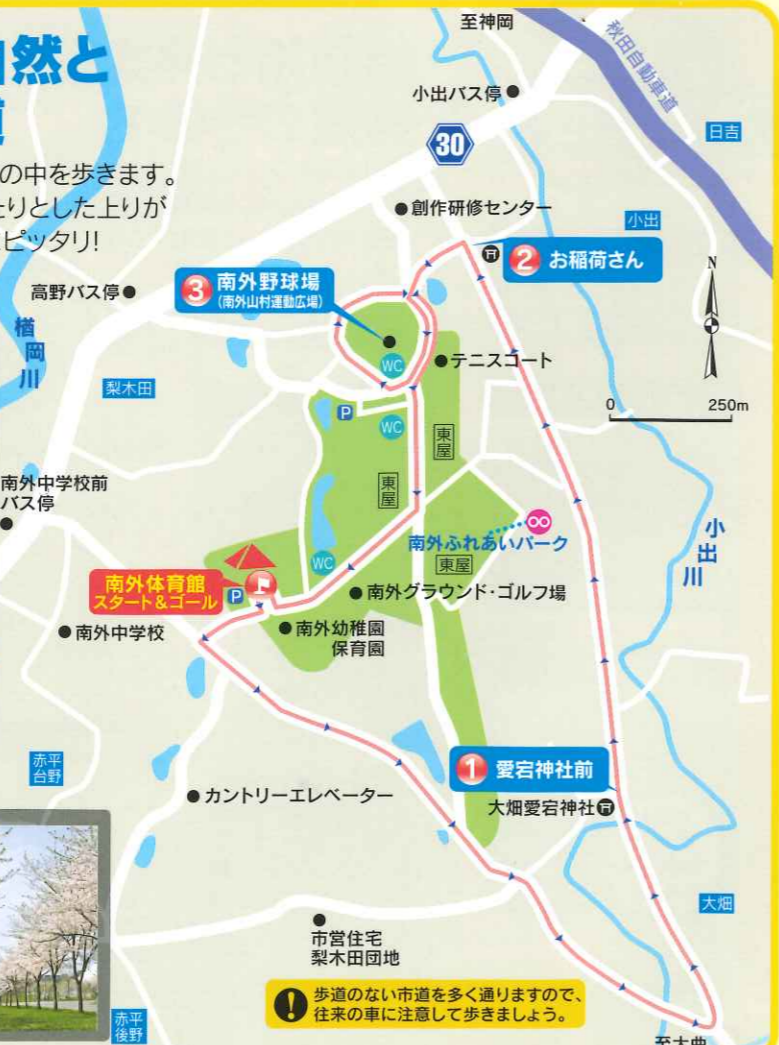 至神岡
秋田自動車道
然と
小出バス停
日吉
30
の中を歩きます。
たりとした上りが
ピッタリ!
創作研修センター
小出
2 お稲荷さん
高野バス停
3 南外野球場
(南外山村運動広場)
N
楢岡川
WC
テニスコート
0 250m
梨木田
P
WC
東屋
南外中学校前
バス停
東屋
南外ふれあいパーク
小出川
WC
東屋
南外体育館
スタート&ゴール
P
南外グラウンド・ゴルフ場
南外中学校
南外幼稚園
保育園
赤平
台野
1 愛宕神社前
カントリーエレベーター
大畑愛宕神社
大畑
市営住宅
梨木田団地
! 歩道のない市道を多く通りますので、
往来の車に注意して歩きましょう。
赤平
後野
至大曲